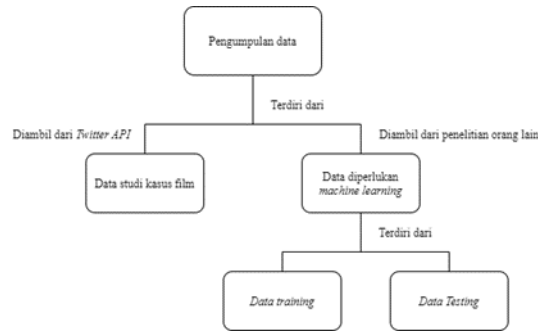 Pengumpulan data
Terdiri dari
Diambil dari Twitter API
Diambil dari penelitian orang lain
Data studi kasus film
Data diperlukan
machine learning
Terdiri dari
Data training
Data Testing